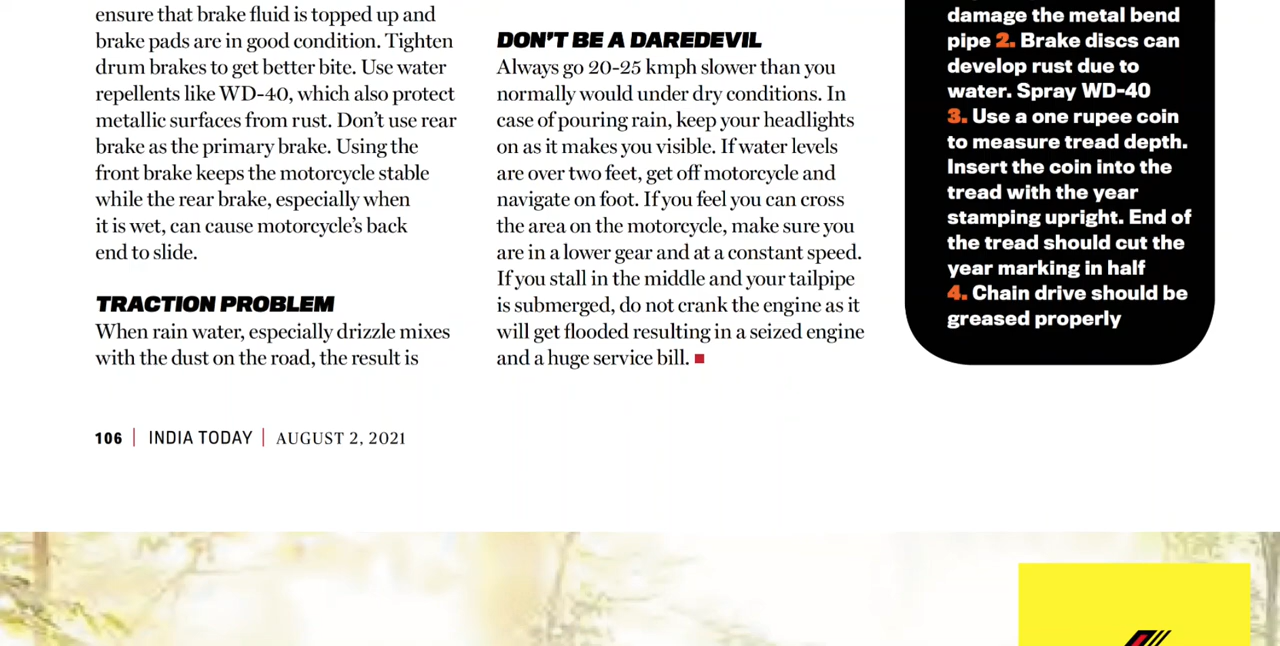 ensure that brake fluid is topped up and
brake pads are in good condition. Tighten
drum brakes to get better bite. Use water
repellents like WD-40, which also protect
metallic surfaces from rust. Don't use rear
brake as the primary brake. Using the
front brake keeps the motorcycle stable
while the rear brake, especially when
it is wet, can cause motorcycle's back
end to slide.
TRACTION PROBLEM
When rain water, especially drizzle mixes
with the dust on the road, the result is
DON'T BE A DAREDEVIL
Always go 20-25 kmph slower than you
normally would under dry conditions. In
case of pouring rain, keep your headlights
on as it makes you visible. If water levels
are over two feet, get off motorcycle and
navigate on foot. If you feel you can cross
the area on the motorcycle, make sure you
are in a lower gear and at a constant speed.
If you stall in the middle and your tailpipe
is submerged, do not crank the engine as it
will get flooded resulting in a seized engine
and a huge service bill.
damage the metal bend
pipe 2. Brake discs can
develop rust due to
water. Spray WD-40
3. Use a one rupee coin
to measure tread depth.
Insert the coin into the
tread with the year
stamping upright. End of
the tread should cut the
year marking in half
4. Chain drive should be
greased properly
106 | INDIA TODAY | AUGUST 2, 2021